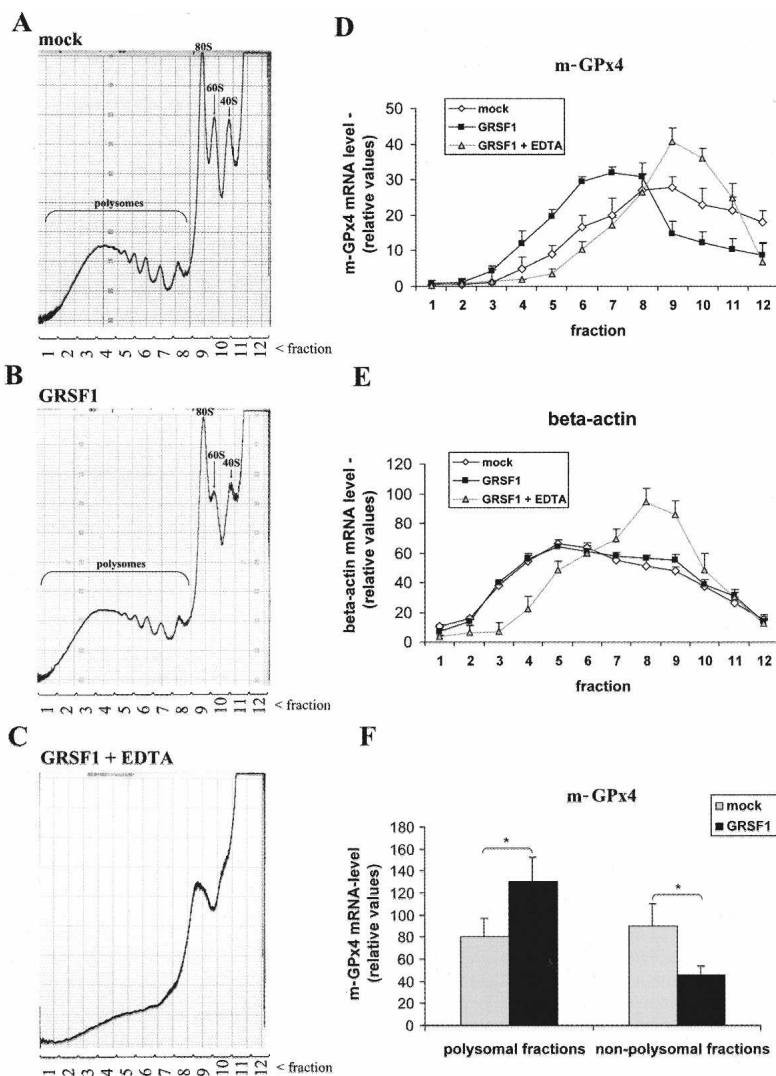 A
mock
80S
60S
40S
polysomes
1 2 3 4 5 6 7 8 9 10 11 12 < fraction
B
GRSF1
80S
60S
40S
polysomes
1 2 3 4 5 6 7 8 9 10 11 12 < fraction
C
GRSF1 + EDTA
1 2 3 4 5 6 7 8 9 10 11 12 < fraction
D
m-GPx4
mock
GRSF1
GRSF1 + EDTA
m-GPx4 mRNA level -
(relative values)
50
40
30
20
10
0
1 2 3 4 5 6 7 8 9 10 11 12
fraction
E
beta-actin
mock
GRSF1
GRSF1 + EDTA
beta-actin mRNA level -
(relative values)
120
100
80
60
40
20
0
1 2 3 4 5 6 7 8 9 10 11 12
fraction
F
m-GPx4
mock
GRSF1
m-GPx4 mRNA-level
(relative values)
180
160
140
120
100
80
60
40
20
0
*
*
polysomal fractions
non-polysomal fractions